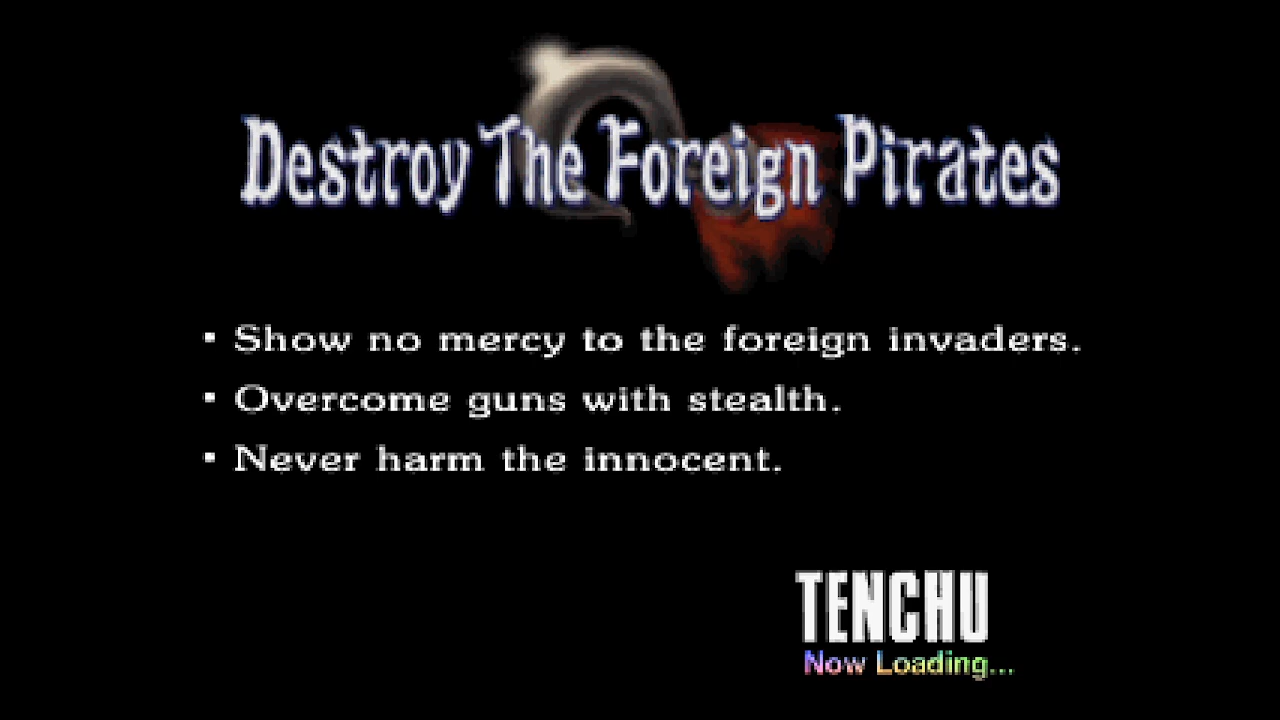 Destroy The Foreign Pirates
▪ Show no mercy to the foreign invaders.
▪ Overcome guns with stealth.
▪ Never harm the innocent.
TENCHU
Now Loading...